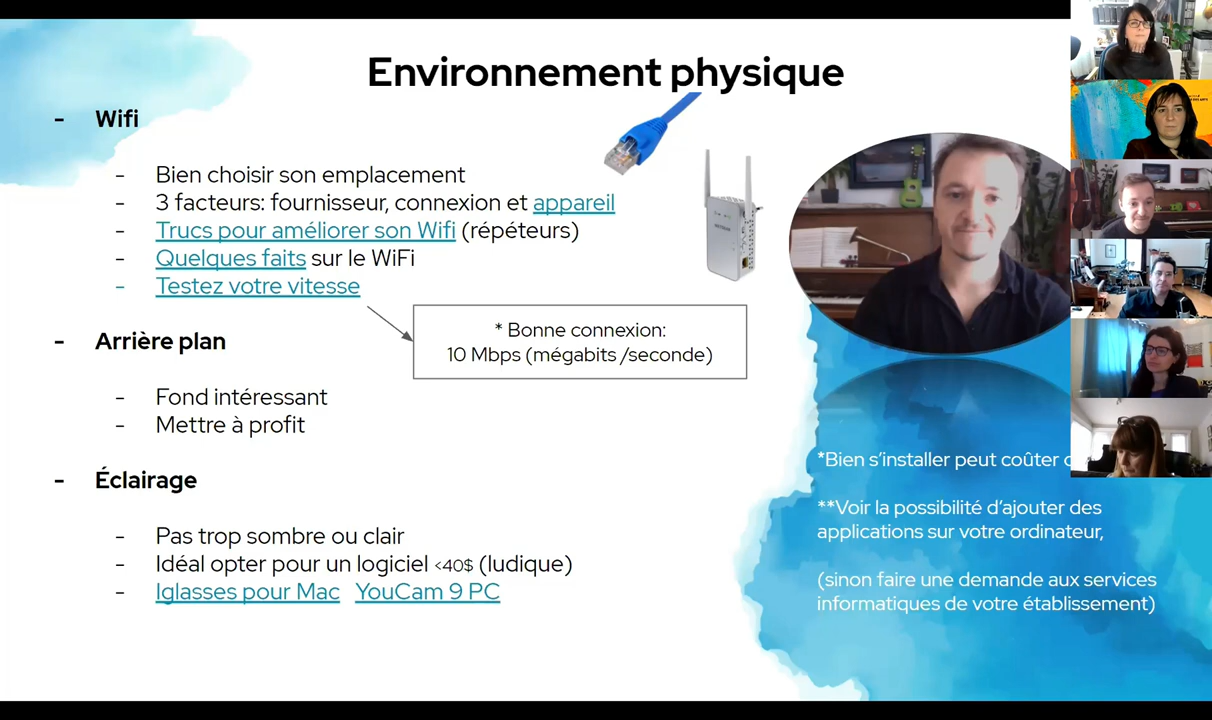 Environnement physique
- Wifi
- Bien choisir son emplacement
- 3 facteurs: fournisseur, connexion et appareil
- Trucs pour améliorer son Wifi (répéteurs)
- Quelques faits sur le WiFi
- Testez votre vitesse
* Bonne connexion:
10 Mbps (mégabits /seconde)
- Arrière plan
- Fond intéressant
- Mettre à profit
- Éclairage
- Pas trop sombre ou clair
- Idéal opter pour un logiciel <40$ (ludique)
- Iglasses pour Mac YouCam 9 PC
*Bien s'installer peut coûter
**Voir la possibilité d'ajouter des
applications sur votre ordinateur,
(sinon faire une demande aux services
informatiques de votre établissement)